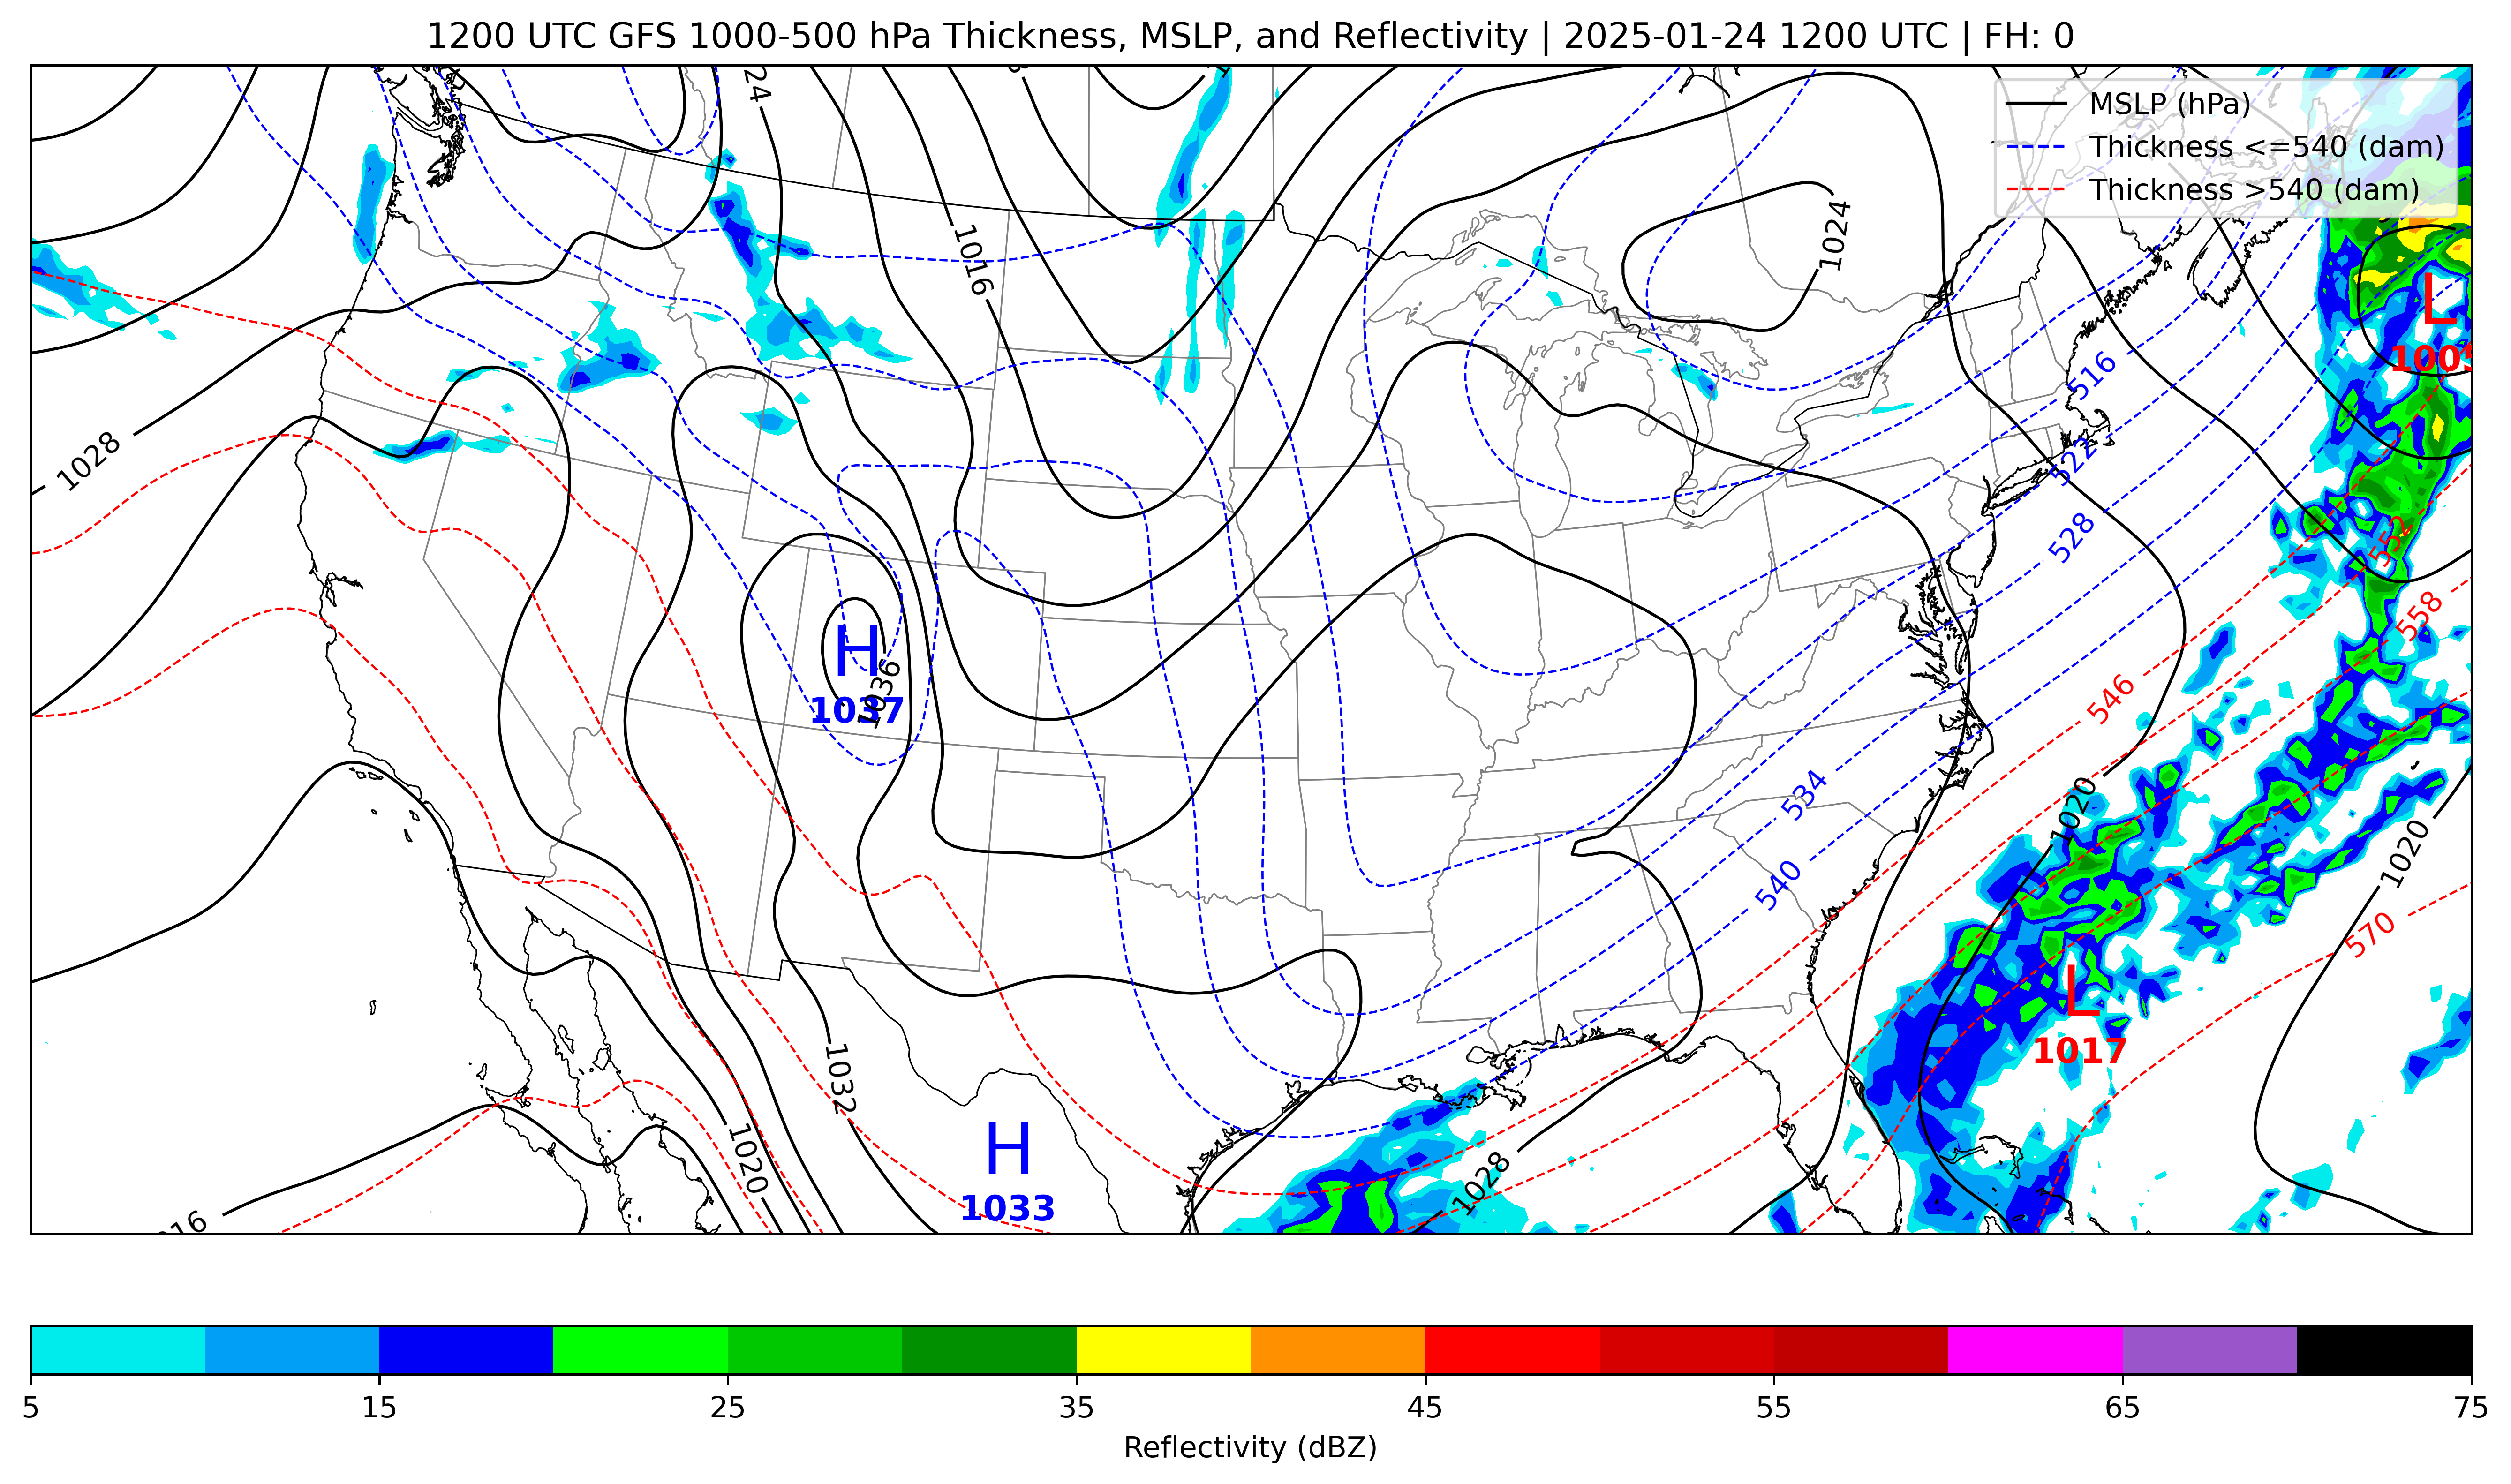 1200 UTC GFS 1000-500 hPa Thickness, MSLP, and Reflectivity | 2025-01-24 1200 UTC | FH: 0
MSLP (hPa)
Thickness <=540 (dam)
Thickness >540 (dam)
24
1024
1016
L
1005
516
1028
522
528
552
558
H
1036
1037
546
534
1020
1020
540
570
L
1017
1032
1020
H
1028
1033
016
5 15 25 35 45 55 65 75
Reflectivity (dBZ)